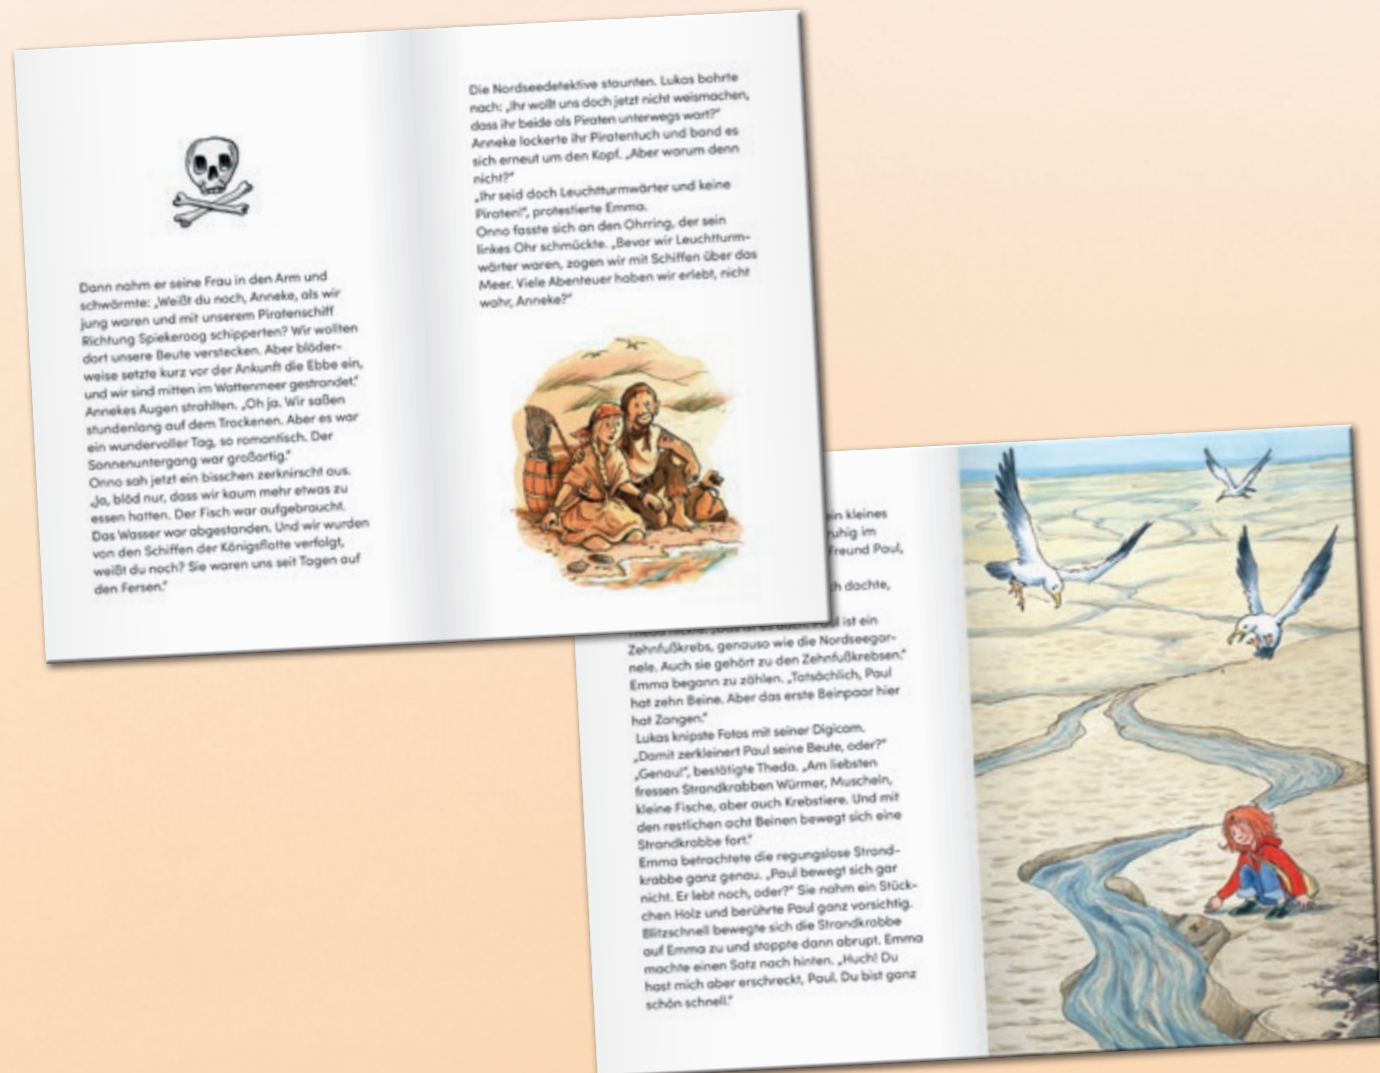 Dann nahm er seine Frau in den Arm und
schwärmte: „Weißt du noch, Anneke, als wir
jung waren und mit unserem Piratenschiff
Richtung Spiekeroog schipperten? Wir wollten
dort unsere Beute verstecken. Aber blöder-
weise setzte kurz vor der Ankunft die Ebbe ein,
und wir sind mitten im Wattenmeer gestrandet.“
Annekes Augen strahlten. „Oh ja. Wir saßen
stundenlang auf dem Trockenen. Aber es war
ein wundervoller Tag, so romantisch. Der
Sonnenuntergang war großartig.“
Onno sah jetzt ein bisschen zerknirscht aus.
„Ja, blöd nur, dass wir kaum mehr etwas zu
essen hatten. Der Fisch war aufgebraucht.
Das Wasser war abgestanden. Und wir wurden
von den Schiffen der Königsflotte verfolgt,
weißt du noch? Sie waren uns seit Tagen auf
den Fersen.“
Die Nordseedetektive staunten. Lukas bohrte
nach: „Ihr wollt uns doch jetzt nicht weismachen,
dass ihr beide als Piraten unterwegs wart?“
Anneke lockerte ihr Piratentuch und band es
sich erneut um den Kopf. „Aber warum denn
nicht?“
„Ihr seid doch Leuchtturmwärter und keine
Piraten!“, protestierte Emma.
Onno fasste sich an den Ohrring, der sein
linkes Ohr schmückte. „Bevor wir Leuchtturm-
wärter waren, zogen wir mit Schiffen über das
Meer. Viele Abenteuer haben wir erlebt, nicht
wahr, Anneke?“
ein kleines
ruhig im
Freund Paul,
ch dachte,
ist ein
Zehnfußkrebs, genauso wie die Nordseegar-
nele. Auch sie gehört zu den Zehnfußkrebsen.“
Emma begann zu zählen. „Tatsächlich, Paul
hat zehn Beine. Aber das erste Beinpaar hier
hat Zangen.“
Lukas knipste Fotos mit seiner Digicam.
„Damit zerkleinert Paul seine Beute, oder?“
„Genau!“, bestätigte Theda. „Am liebsten
fressen Strandkrabben Würmer, Muscheln,
kleine Fische, aber auch Krebstiere. Und mit
den restlichen acht Beinen bewegt sich eine
Strandkrabbe fort.“
Emma betrachtete die regungslose Strand-
krabbe ganz genau. „Paul bewegt sich gar
nicht. Er lebt noch, oder?“ Sie nahm ein Stück-
chen Holz und berührte Paul ganz vorsichtig.
Blitzschnell bewegte sich die Strandkrabbe
auf Emma zu und stoppte dann abrupt. Emma
machte einen Satz nach hinten. „Huch! Du
hast mich aber erschreckt, Paul. Du bist ganz
schön schnell.“